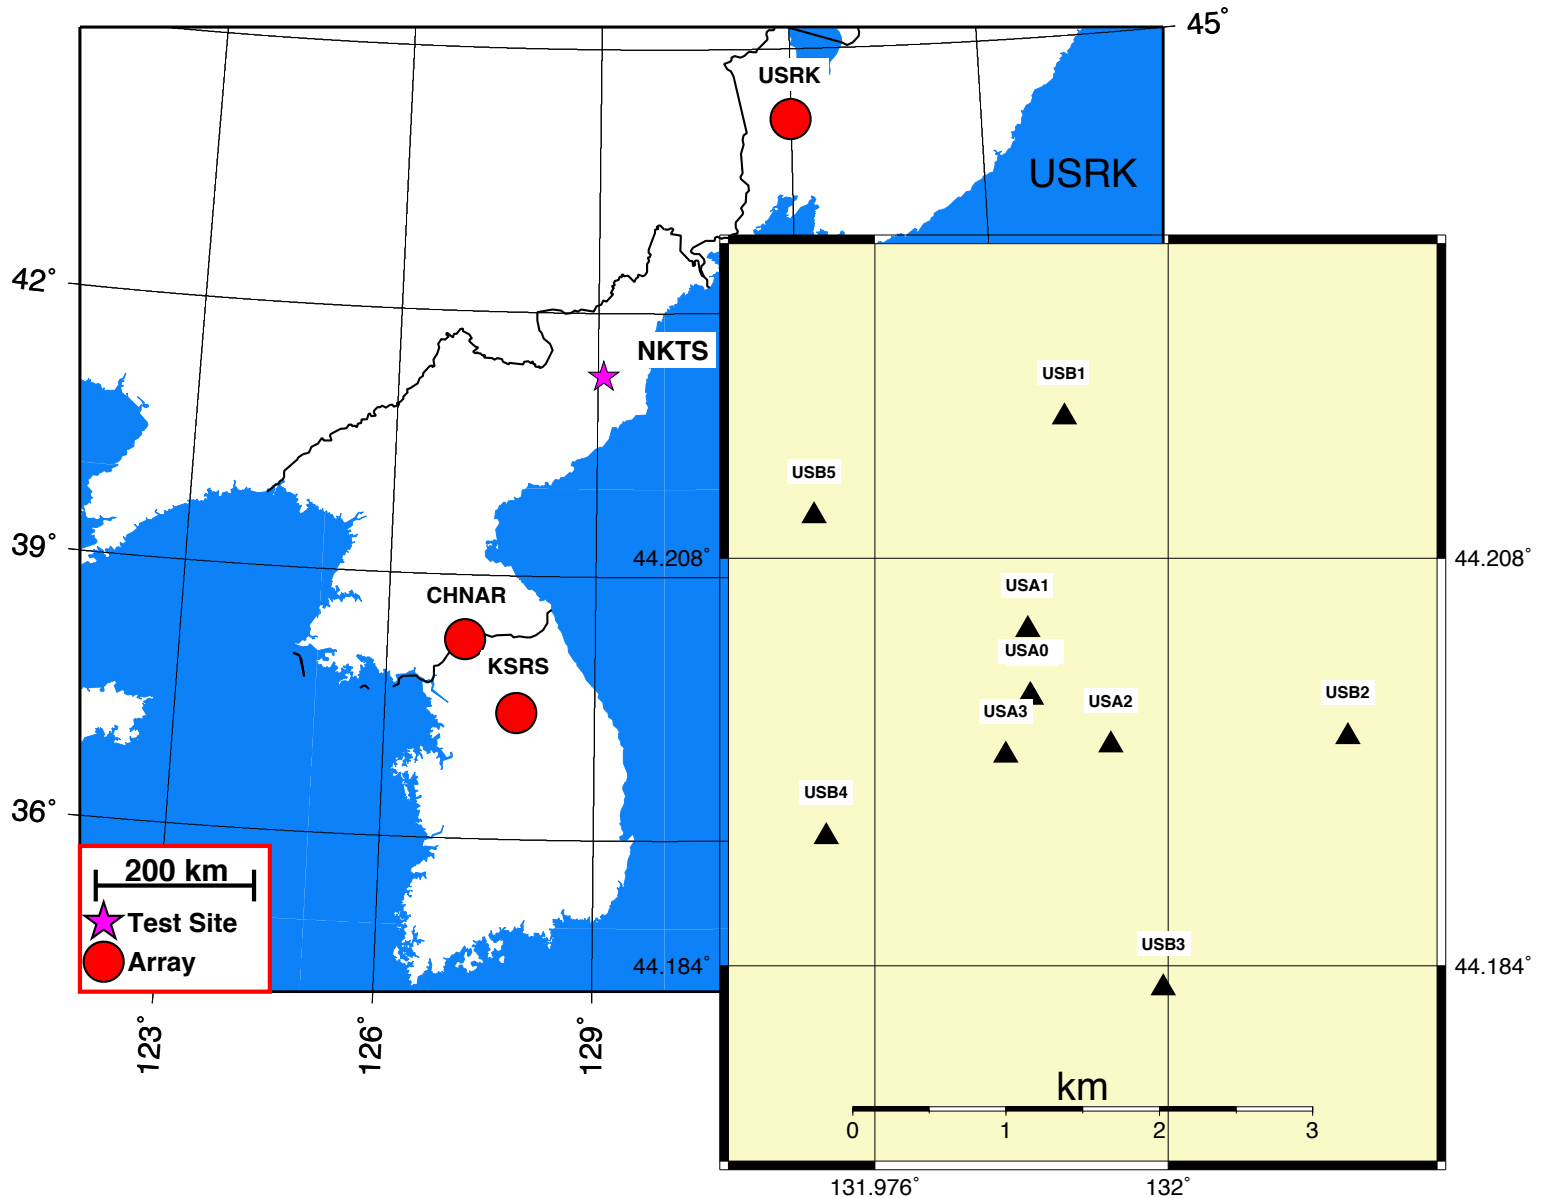 45°
USRK
USRK
42°
NKTS
USB1
USB5
39°
44.208°
44.208°
USA1
CHNAR
USA0
KSRS
USA3
USA2
USB2
USB4
36°
200 km
Test Site
Array
USB3
44.184°
44.184°
123°
126°
129°
km
0
1
2
3
131.976°
132°